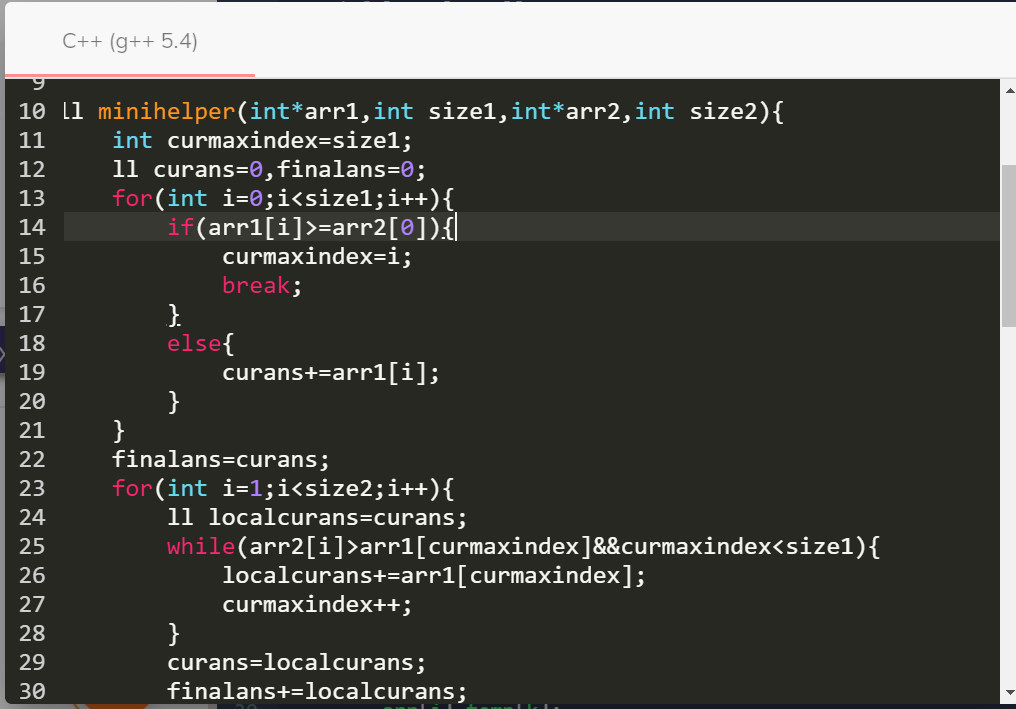 C++ (g++ 5.4)
9
10 ll minihelper(int*arr1,int size1,int*arr2,int size2){
11 int curmaxindex=size1;
12 ll curans=0,finalans=0;
13 for(int i=0;i<size1;i++){
14 if(arr1[i]>=arr2[0]){
15 curmaxindex=i;
16 break;
17 }
18 else{
19 curans+=arr1[i];
20 }
21 }
22 finalans=curans;
23 for(int i=1;i<size2;i++){
24 ll localcurans=curans;
25 while(arr2[i]>arr1[curmaxindex]&&curmaxindex<size1){
26 localcurans+=arr1[curmaxindex];
27 curmaxindex++;
28 }
29 curans=localcurans;
30 finalans+=localcurans;